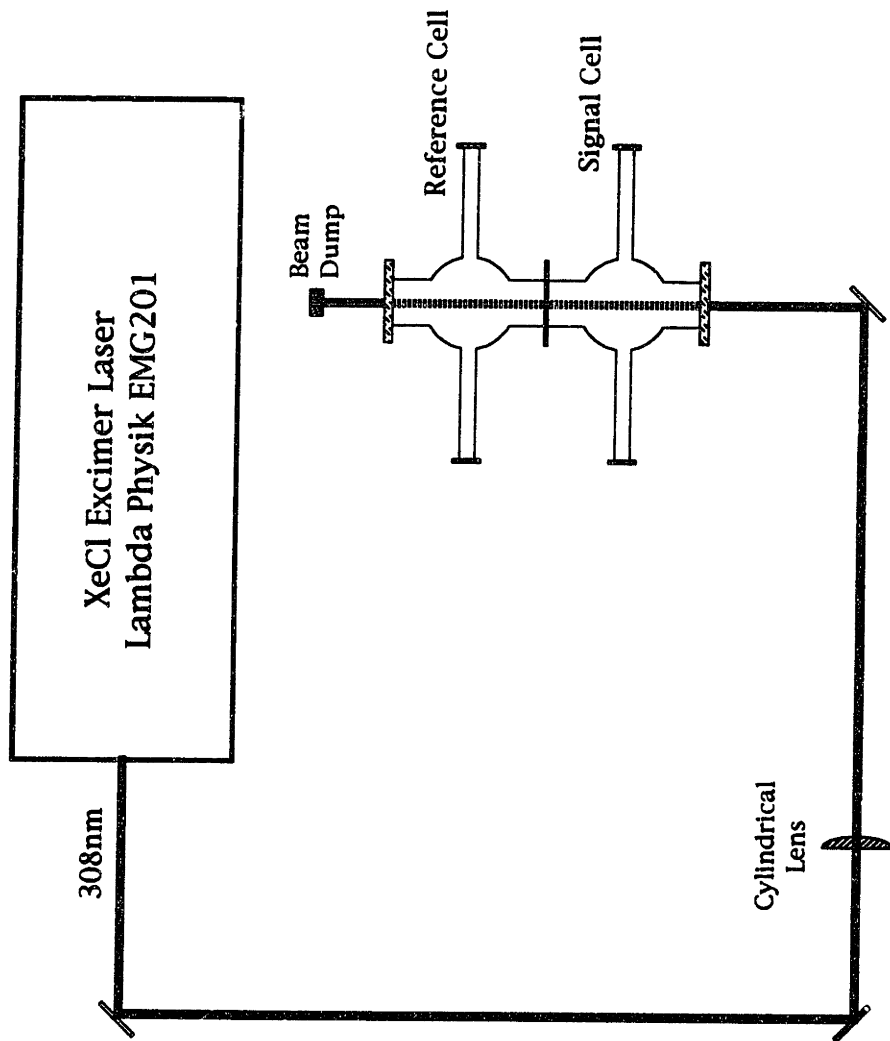 XeCl Excimer Laser
Lambda Physik EMG201
308nm
Beam
Dump
Reference Cell
Signal Cell
Cylindrical
Lens